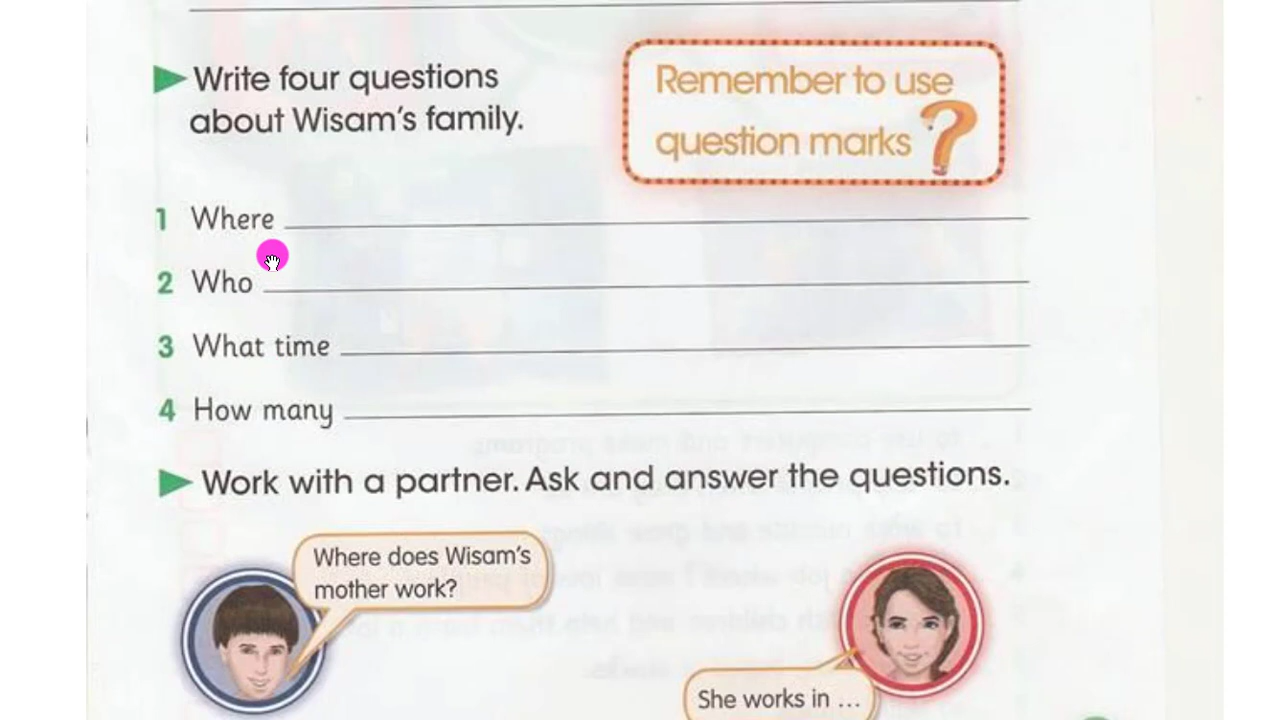 Write four questions
about Wisam's family.
Remember to use
question marks ?
1 Where
2 Who
3 What time
4 How many
Work with a partner. Ask and answer the questions.
Where does Wisam's
mother work?
She works in ...